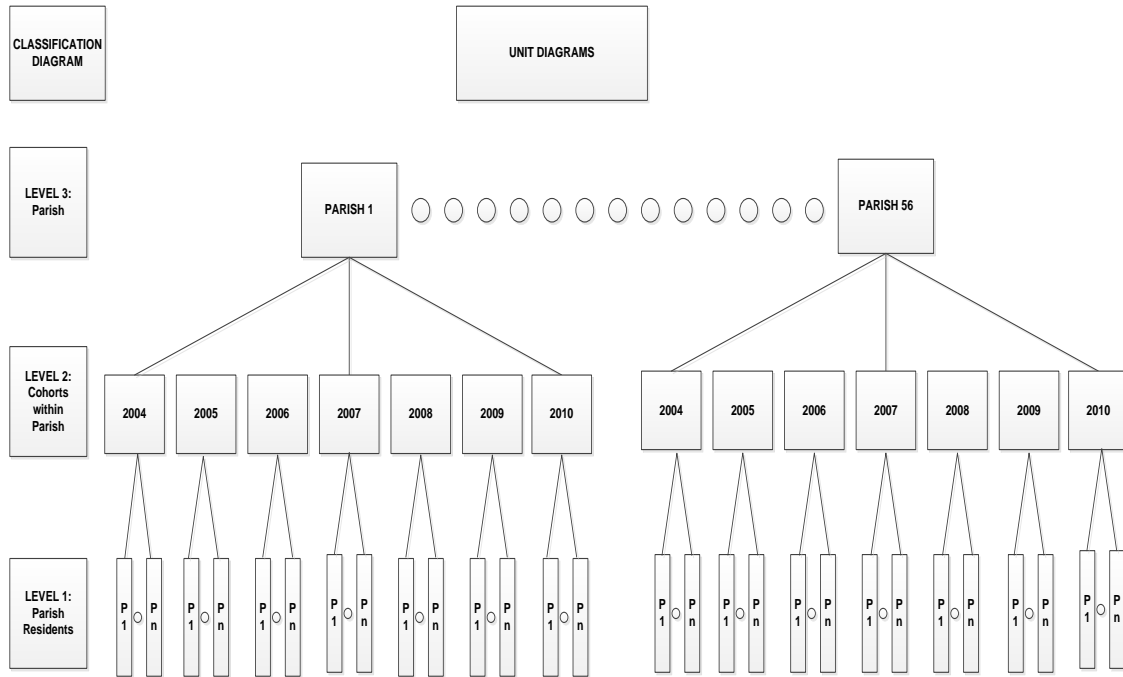 CLASSIFICATION
DIAGRAM
UNIT DIAGRAMS
LEVEL 3:
Parish
PARISH 1
PARISH 56
LEVEL 2:
Cohorts
within
Parish
2004
2005
2006
2007
2008
2009
2010
2004
2005
2006
2007
2008
2009
2010
LEVEL 1:
Parish
Residents
P
1
P
n
P
1
P
n
P
1
P
n
P
1
P
n
P
1
P
n
P
1
P
n
P
1
P
n
P
1
P
n
P
1
P
n
P
1
P
n
P
1
P
n
P
1
P
n
P
1
P
n
P
1
P
n